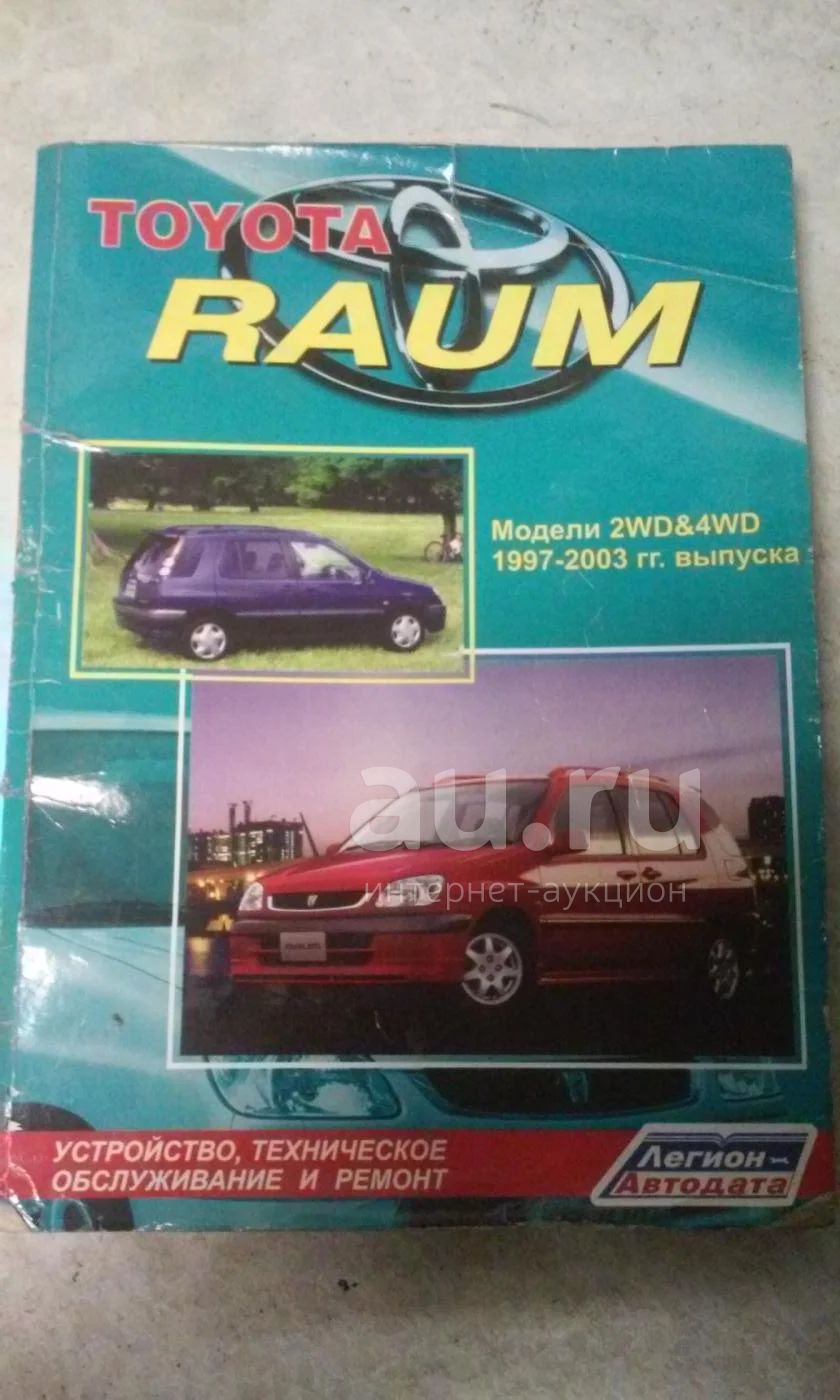 TOYOTA
RAUM
Модели 2WD&4WD
1997-2003 гг. выпуска
au.ru
интернет-аукцион
RAUM
УСТРОЙСТВО, ТЕХНИЧЕСКОЕ
ОБСЛУЖИВАНИЕ И РЕМОНТ
Легион-
Автодата